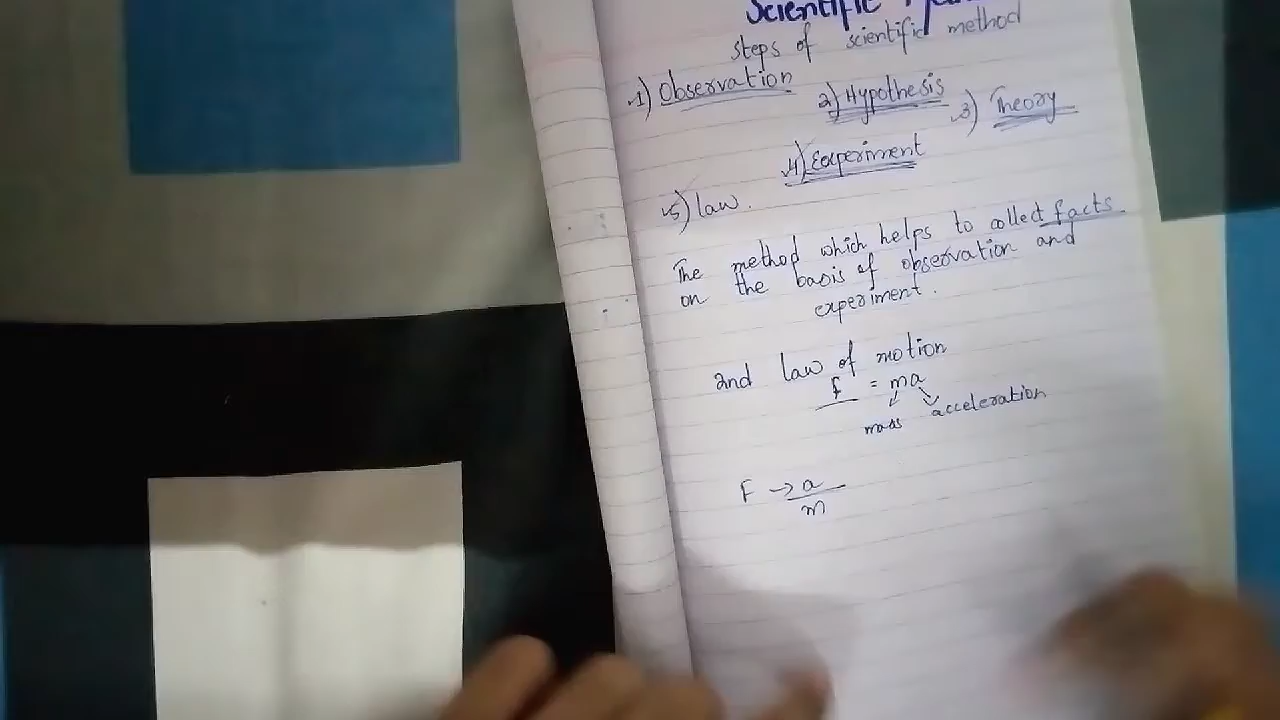 Scientific
steps of scientific method
1) Observation 2) Hypothesis 3) Theory
4) Experiment
5) law.
The method which helps to collect facts
on the basis of observation and
experiment.
2nd law of motion
f = ma
mass acceleration
F → a
m